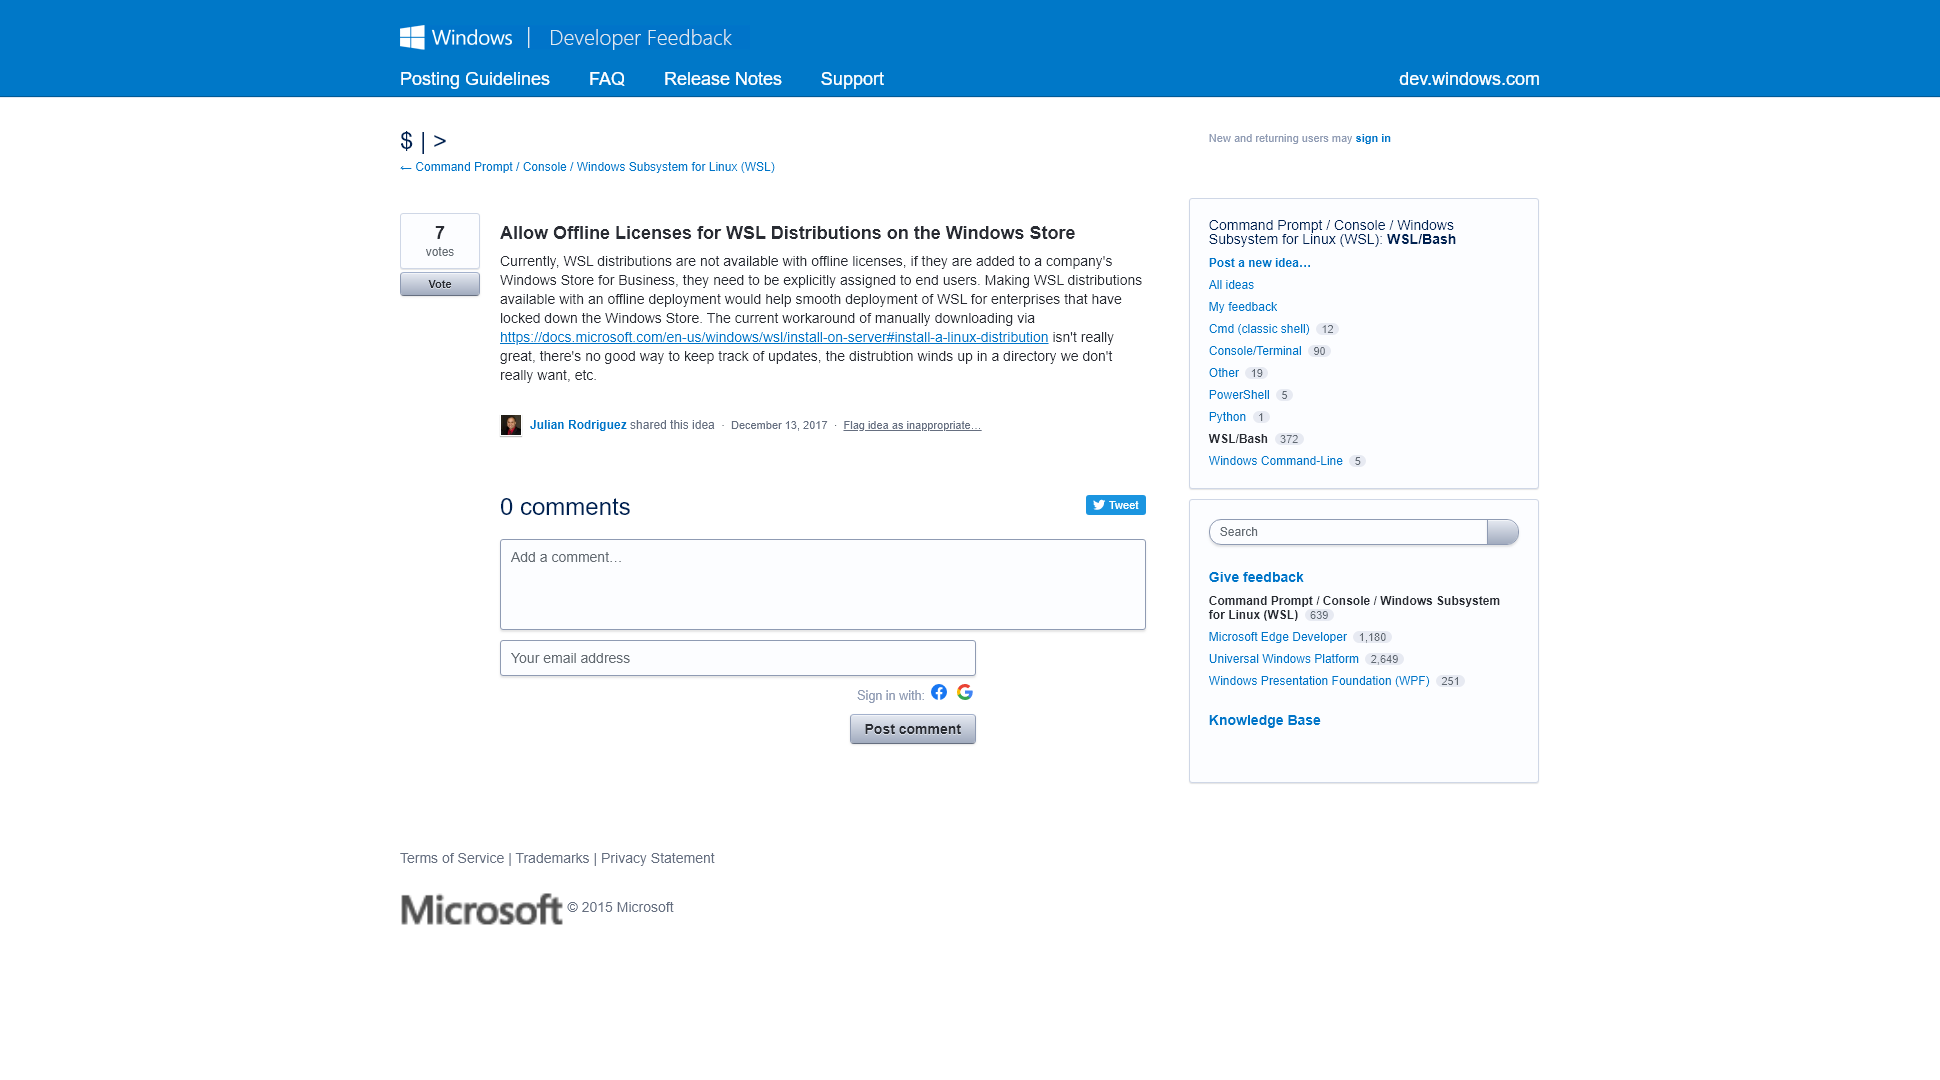 Windows | Developer Feedback
Posting Guidelines FAQ Release Notes Support dev.windows.com
$ | >
← Command Prompt / Console / Windows Subsystem for Linux (WSL)
New and returning users may sign in
7
votes
Vote
Allow Offline Licenses for WSL Distributions on the Windows Store
Currently, WSL distributions are not available with offline licenses, if they are added to a company's
Windows Store for Business, they need to be explicitly assigned to end users. Making WSL distributions
available with an offline deployment would help smooth deployment of WSL for enterprises that have
locked down the Windows Store. The current workaround of manually downloading via
https://docs.microsoft.com/en-us/windows/wsl/install-on-server#install-a-linux-distribution isn't really
great, there's no good way to keep track of updates, the distrubtion winds up in a directory we don't
really want, etc.
Julian Rodriguez shared this idea · December 13, 2017 · Flag idea as inappropriate…
0 comments
Tweet
Add a comment…
Your email address
Sign in with:
Post comment
Command Prompt / Console / Windows
Subsystem for Linux (WSL): WSL/Bash
Post a new idea…
All ideas
My feedback
Cmd (classic shell) 12
Console/Terminal 90
Other 19
PowerShell 5
Python 1
WSL/Bash 372
Windows Command-Line 5
Search
Give feedback
Command Prompt / Console / Windows Subsystem
for Linux (WSL) 639
Microsoft Edge Developer 1,180
Universal Windows Platform 2,649
Windows Presentation Foundation (WPF) 251
Knowledge Base
Terms of Service | Trademarks | Privacy Statement
Microsoft © 2015 Microsoft